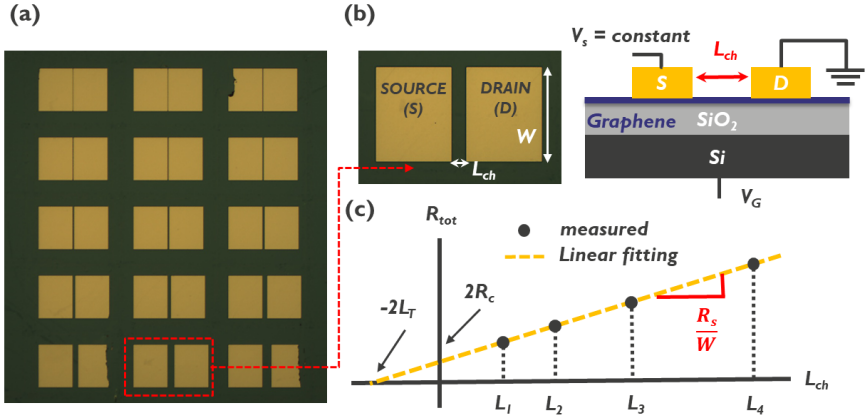 (a)
(b)
SOURCE
(S)
DRAIN
(D)
W
L_ch
V_s = constant
L_ch
S
D
Graphene
SiO_2
Si
V_G
(c)
R_tot
measured
Linear fitting
-2L_T
2R_c
R_s
W
L_ch
L_1
L_2
L_3
L_4